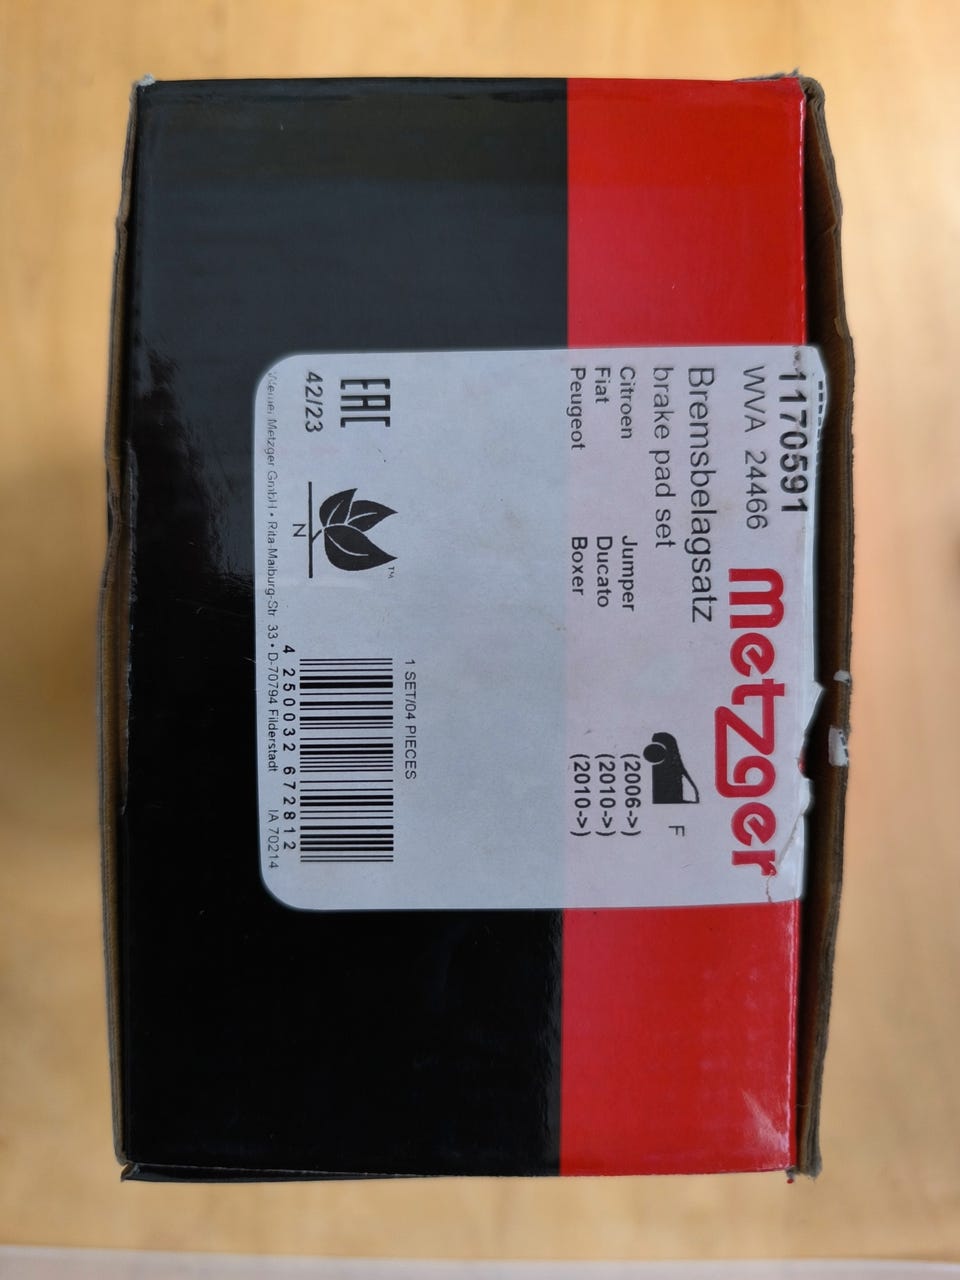 1170591
WVA 24466
metzger
Bremsbelagsatz
brake pad set
F
Citroen Jumper (2006->)
Fiat Ducato (2010->)
Peugeot Boxer (2010->)
1 SET/04 PIECES
EAC
42/23
N
TM
4 250032 672812
Werner Metzger GmbH • Rita-Maiburg-Str 33 • D-70794 Filderstadt IA 70214